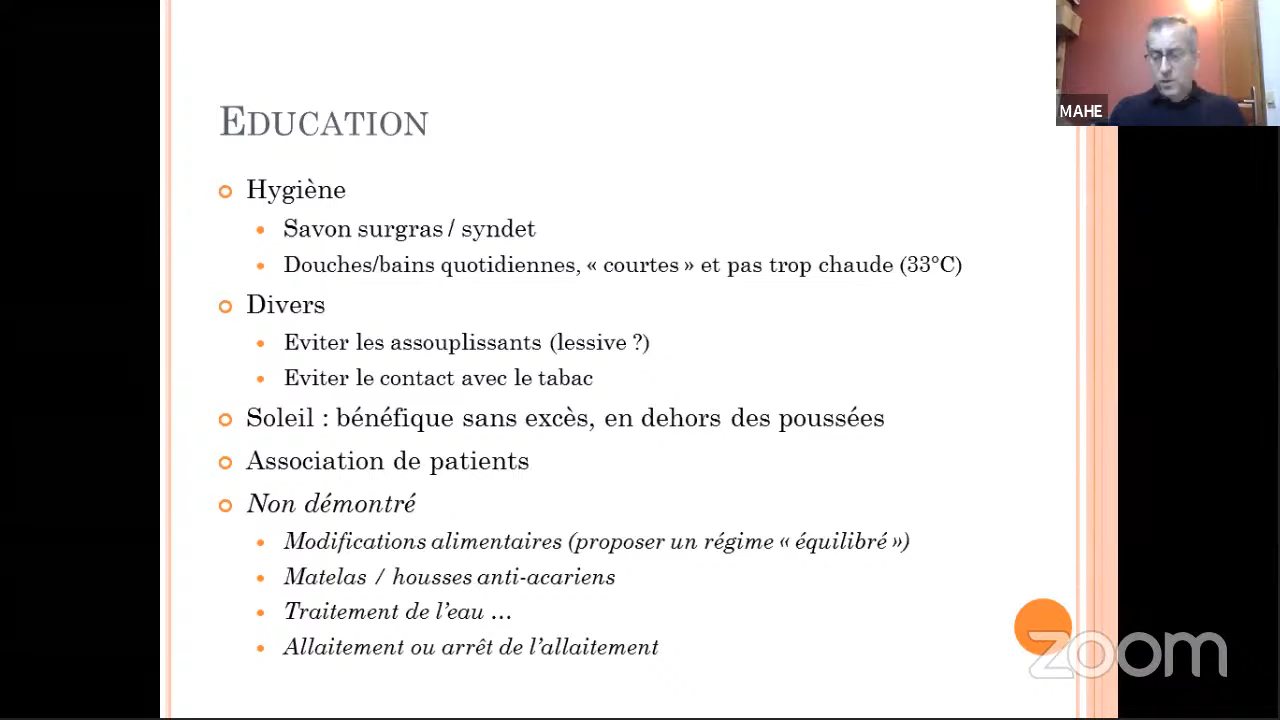 MAHE
EDUCATION
Hygiène
Savon surgras / syndet
Douches/bains quotidiennes, « courtes » et pas trop chaude (33°C)
Divers
Eviter les assouplissants (lessive ?)
Eviter le contact avec le tabac
Soleil : bénéfique sans excès, en dehors des poussées
Association de patients
Non démontré
Modifications alimentaires (proposer un régime « équilibré »)
Matelas / housses anti-acariens
Traitement de l’eau …
Allaitement ou arrêt de l’allaitement
zoom